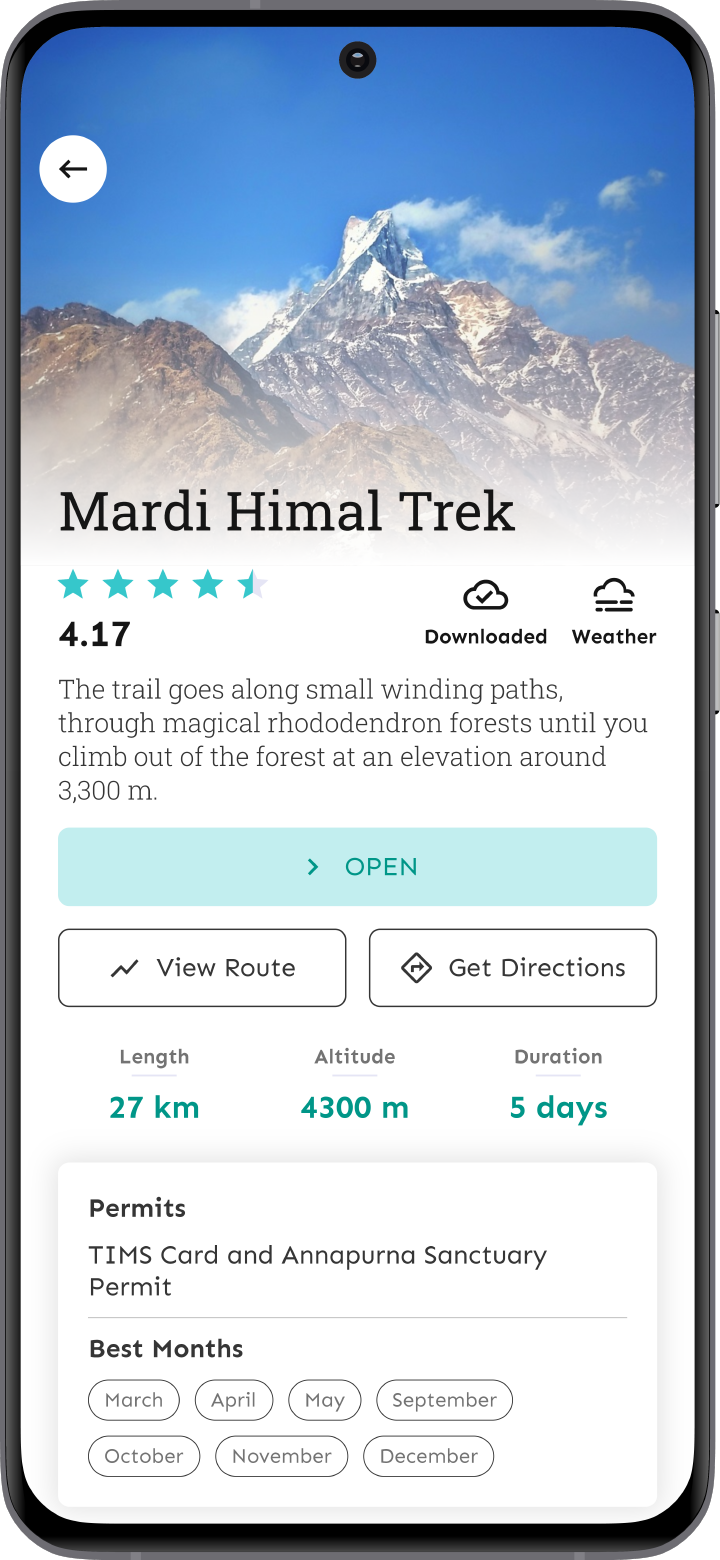 Mardi Himal Trek
4.17
Downloaded
Weather
The trail goes along small winding paths,
through magical rhododendron forests until you
climb out of the forest at an elevation around
3,300 m.
OPEN
View Route
Get Directions
Length
Altitude
Duration
27 km
4300 m
5 days
Permits
TIMS Card and Annapurna Sanctuary
Permit
Best Months
March
April
May
September
October
November
December